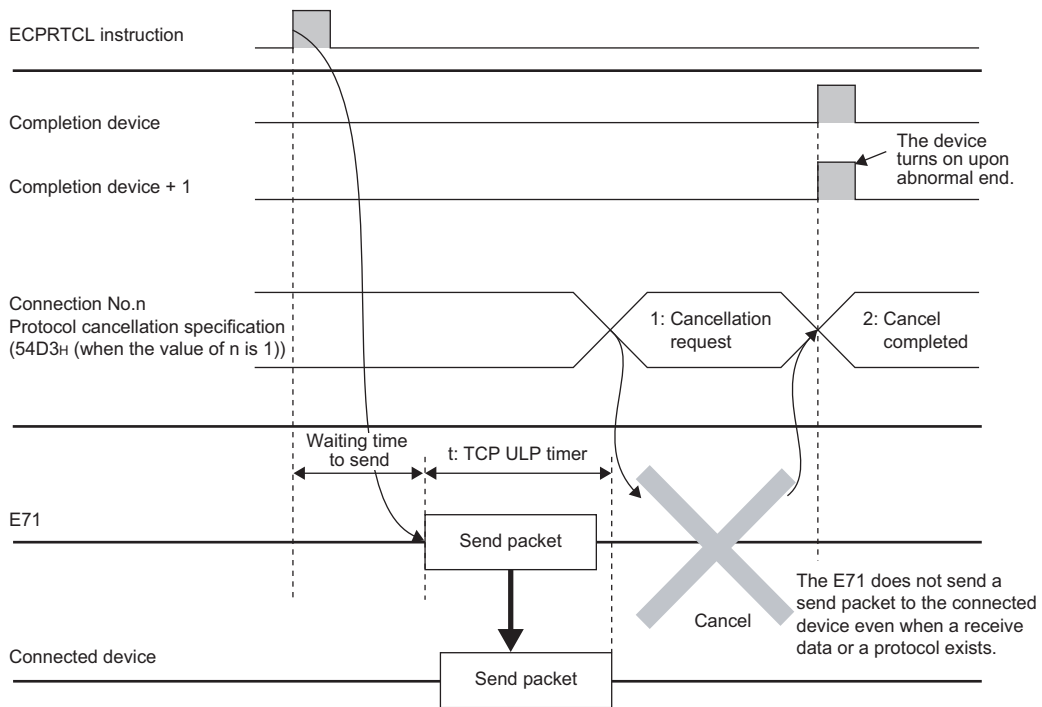 ECPRTCL instruction
Completion device
The device
turns on upon
abnormal end.
Completion device + 1
Connection No.n
Protocol cancellation specification
(54D3H (when the value of n is 1))
1: Cancellation
request
2: Cancel
completed
Waiting time
to send
t: TCP ULP timer
E71
Send packet
Cancel
The E71 does not send a
send packet to the connected
device even when a receive
data or a protocol exists.
Connected device
Send packet